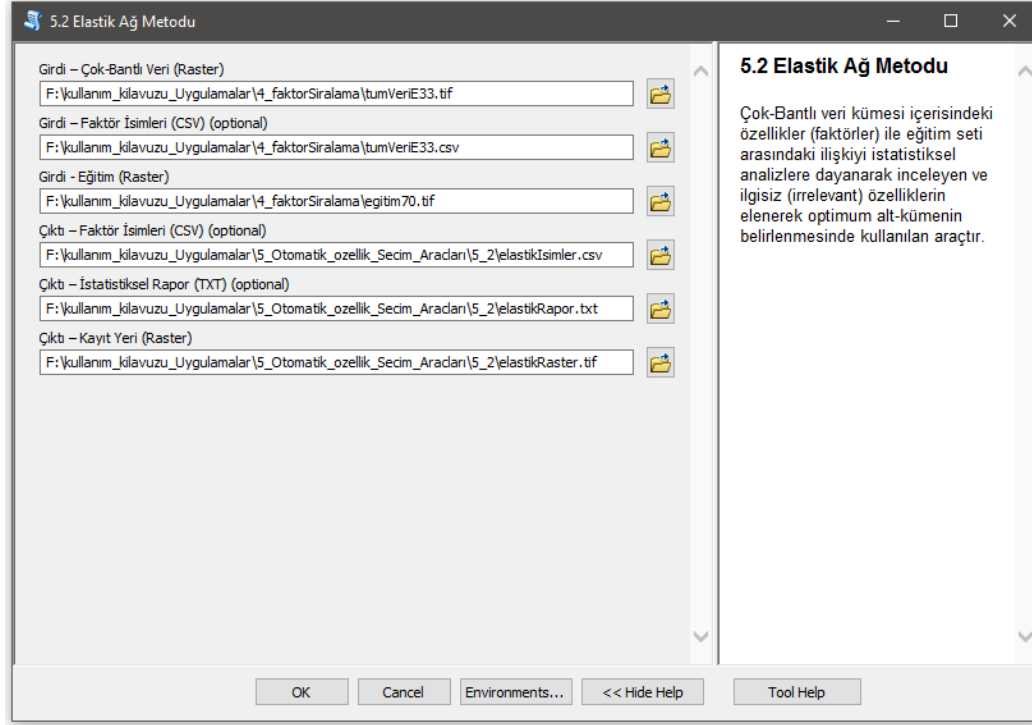 5.2 Elastik Ağ Metodu
Girdi – Çok-Bantlı Veri (Raster)
F:\kullanım_kilavuzu_Uygulamalar\4_faktorSiralama\tumVeriE33.tif
Girdi – Faktör İsimleri (CSV) (optional)
F:\kullanım_kilavuzu_Uygulamalar\4_faktorSiralama\tumVeriE33.csv
Girdi - Eğitim (Raster)
F:\kullanım_kilavuzu_Uygulamalar\4_faktorSiralama\egitim70.tif
Çıktı – Faktör İsimleri (CSV) (optional)
F:\kullanım_kilavuzu_Uygulamalar\5_Otomatik_ozellik_Secim_Aracları\5_2\elastikIsimler.csv
Çıktı – İstatistiksel Rapor (TXT) (optional)
F:\kullanım_kilavuzu_Uygulamalar\5_Otomatik_ozellik_Secim_Aracları\5_2\elastikRapor.txt
Çıktı – Kayıt Yeri (Raster)
F:\kullanım_kilavuzu_Uygulamalar\5_Otomatik_ozellik_Secim_Aracları\5_2\elastikRaster.tif
5.2 Elastik Ağ Metodu
Çok-Bantlı veri kümesi içerisindeki
özellikler (faktörler) ile eğitim seti
arasındaki ilişkiyi istatistiksel
analizlere dayanarak inceleyen ve
ilgisiz (irrelevant) özelliklerin
elenerek optimum alt-kümenin
belirlenmesinde kullanılan araçtır.
OK
Cancel
Environments...
<< Hide Help
Tool Help